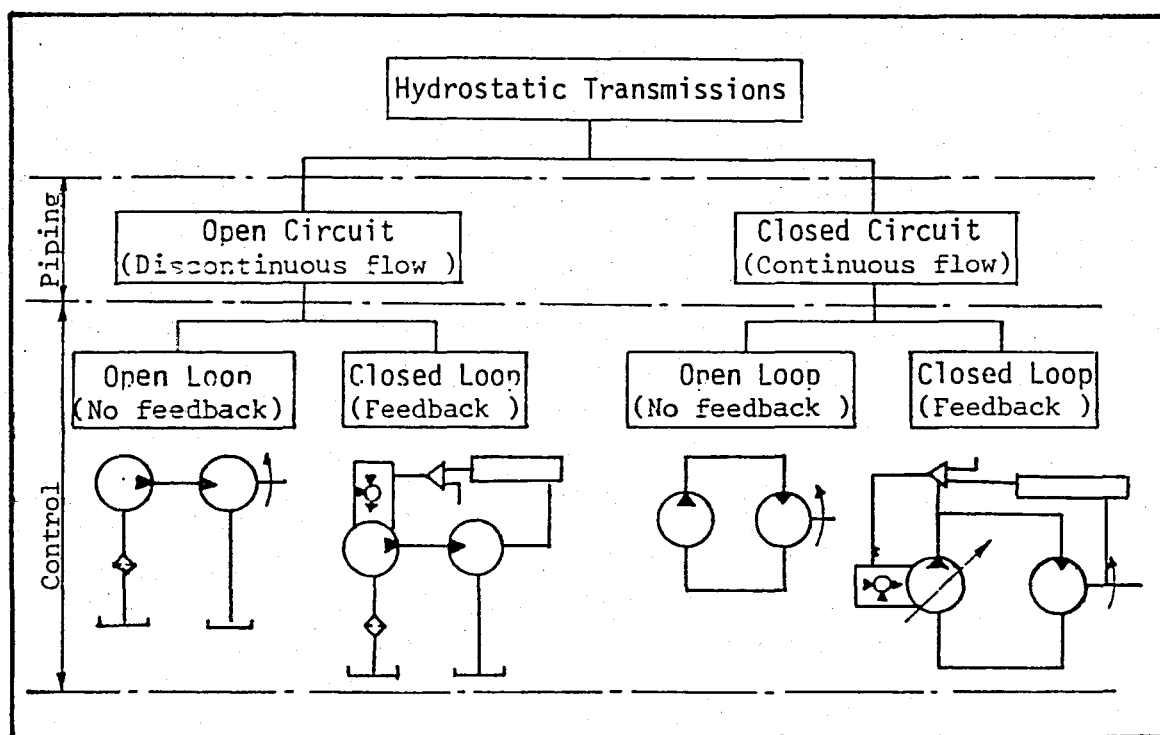 Hydrostatic Transmissions
Piping
Open Circuit
(Discontinuous flow )
Closed Circuit
(Continuous flow)
Control
Open Loop
(No feedback)
Closed Loop
(Feedback )
Open Loop
(No feedback )
Closed Loop
(Feedback )